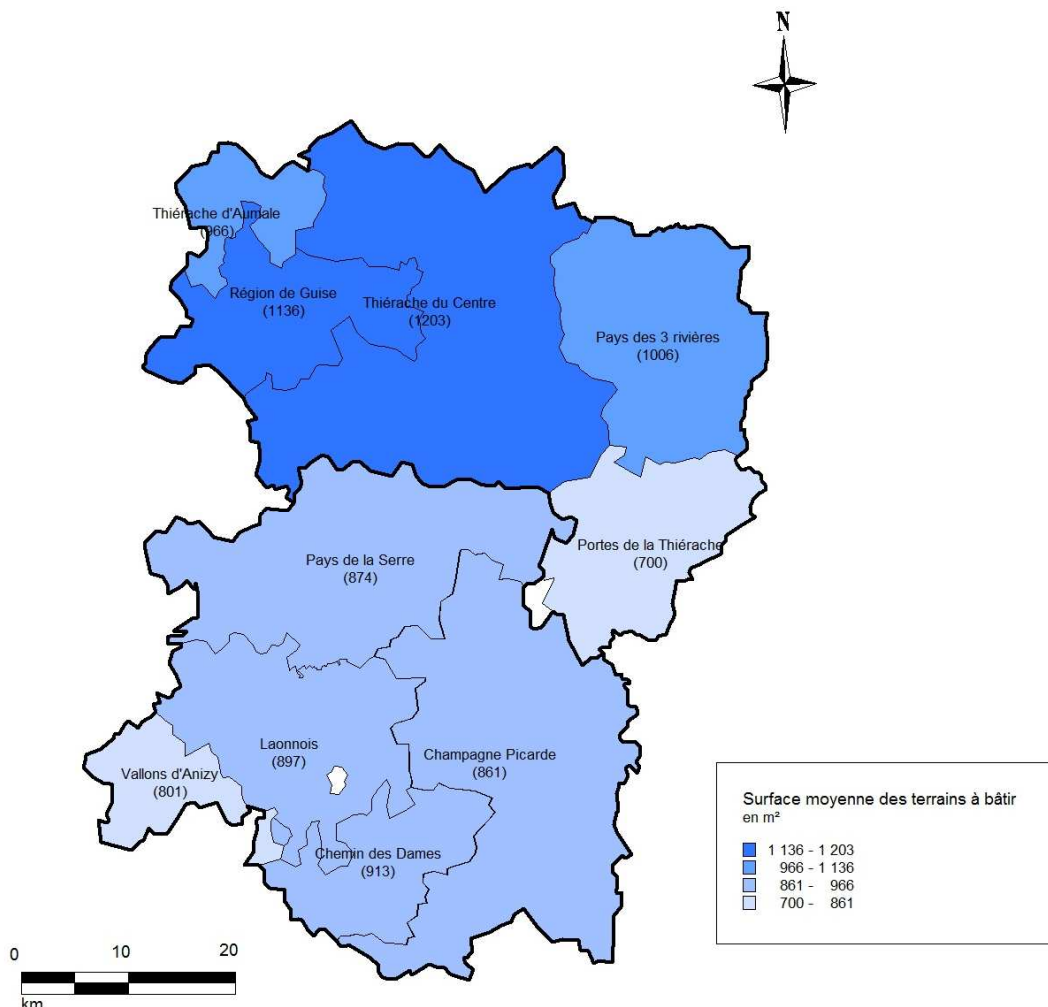 N
Thiérache d'Aumale
(966)
Région de Guise
(1136)
Thiérache du Centre
(1203)
Pays des 3 rivières
(1006)
Portes de la Thiérache
(700)
Pays de la Serre
(874)
Laonnois
(897)
Champagne Picarde
(861)
Vallons d'Anizy
(801)
Chemin des Dames
(913)
Surface moyenne des terrains à bâtir
en m²
1 136 - 1 203
966 - 1 136
861 - 966
700 - 861
0 10 20
km